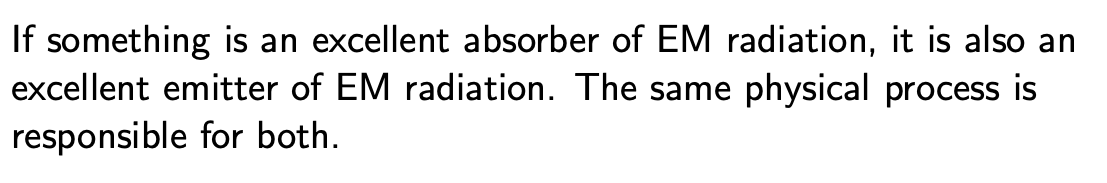 If something is an excellent absorber of EM radiation, it is also an
excellent emitter of EM radiation. The same physical process is
responsible for both.